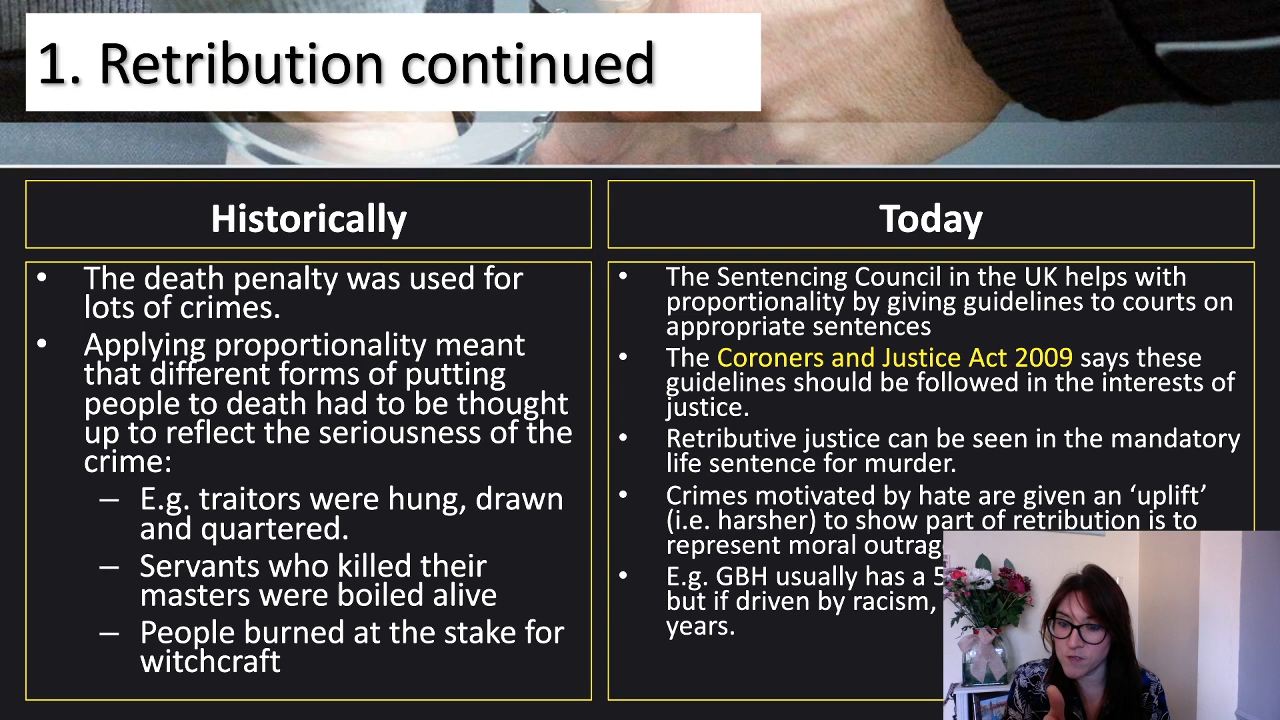 1. Retribution continued
Historically
• The death penalty was used for
lots of crimes.
• Applying proportionality meant
that different forms of putting
people to death had to be thought
up to reflect the seriousness of the
crime:
– E.g. traitors were hung, drawn
and quartered.
– Servants who killed their
masters were boiled alive
– People burned at the stake for
witchcraft
Today
• The Sentencing Council in the UK helps with
proportionality by giving guidelines to courts on
appropriate sentences
• The Coroners and Justice Act 2009 says these
guidelines should be followed in the interests of
justice.
• Retributive justice can be seen in the mandatory
life sentence for murder.
• Crimes motivated by hate are given an ‘uplift’
(i.e. harsher) to show part of retribution is to
represent moral
• E.g. GBH usually has a
but if driven by racism,
years.